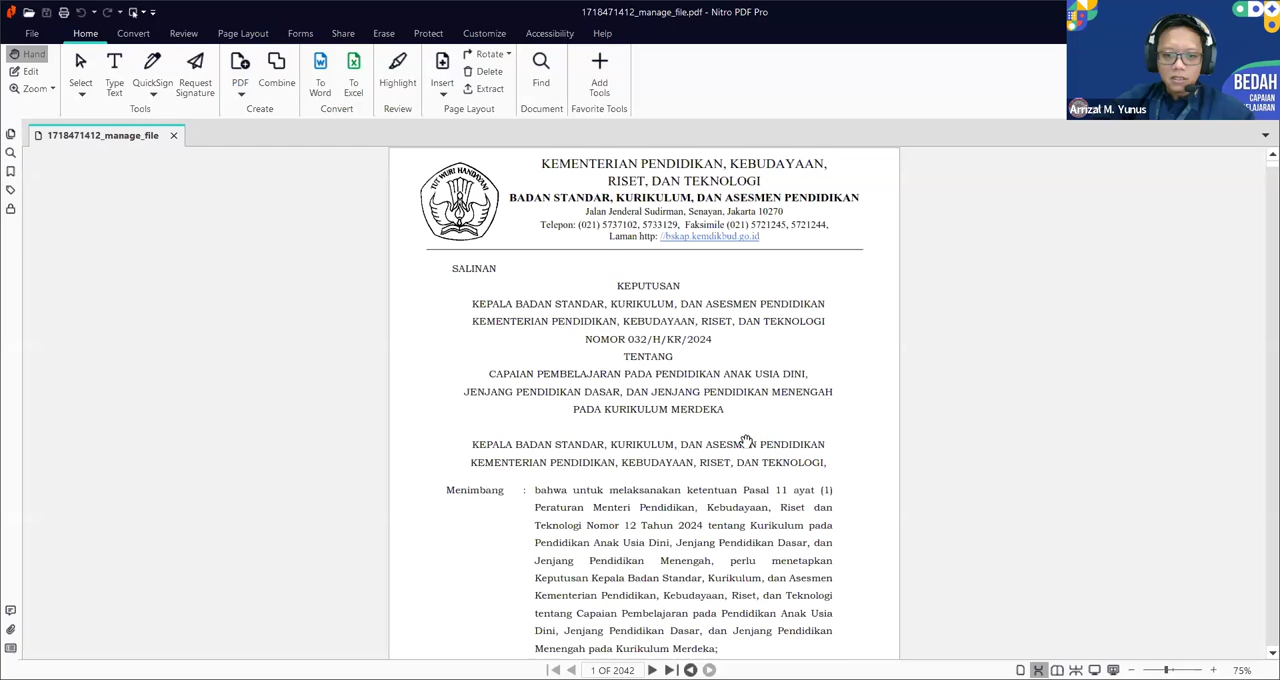 1718471412_manage_file.pdf - Nitro PDF Pro
File Home Convert Review Page Layout Forms Share Erase Protect Customize Accessibility Help
Hand
Edit
Zoom
Select
Type Text
QuickSign
Request Signature
Tools
PDF
Combine
Create
To Word
To Excel
Convert
Highlight
Review
Insert
Rotate
Delete
Extract
Page Layout
Find
Document
Add Tools
Favorite Tools
BEDAH
CAPAIAN
Arrizal M. Yunus
1718471412_manage_file
TUT WURI HANDAYANI
KEMENTERIAN PENDIDIKAN, KEBUDAYAAN,
RISET, DAN TEKNOLOGI
BADAN STANDAR, KURIKULUM, DAN ASESMEN PENDIDIKAN
Jalan Jenderal Sudirman, Senayan, Jakarta 10270
Telepon: (021) 5737102, 5733129, Faksimile (021) 5721245, 5721244,
Laman http: //bskap.kemdikbud.go.id
SALINAN
KEPUTUSAN
KEPALA BADAN STANDAR, KURIKULUM, DAN ASESMEN PENDIDIKAN
KEMENTERIAN PENDIDIKAN, KEBUDAYAAN, RISET, DAN TEKNOLOGI
NOMOR 032/H/KR/2024
TENTANG
CAPAIAN PEMBELAJARAN PADA PENDIDIKAN ANAK USIA DINI,
JENJANG PENDIDIKAN DASAR, DAN JENJANG PENDIDIKAN MENENGAH
PADA KURIKULUM MERDEKA
KEPALA BADAN STANDAR, KURIKULUM, DAN ASESMEN PENDIDIKAN
KEMENTERIAN PENDIDIKAN, KEBUDAYAAN, RISET, DAN TEKNOLOGI,
Menimbang : bahwa untuk melaksanakan ketentuan Pasal 11 ayat (1)
Peraturan Menteri Pendidikan, Kebudayaan, Riset dan
Teknologi Nomor 12 Tahun 2024 tentang Kurikulum pada
Pendidikan Anak Usia Dini, Jenjang Pendidikan Dasar, dan
Jenjang Pendidikan Menengah, perlu menetapkan
Keputusan Kepala Badan Standar, Kurikulum, dan Asesmen
Kementerian Pendidikan, Kebudayaan, Riset, dan Teknologi
tentang Capaian Pembelajaran pada Pendidikan Anak Usia
Dini, Jenjang Pendidikan Dasar, dan Jenjang Pendidikan
Menengah pada Kurikulum Merdeka;
1 OF 2042
75%